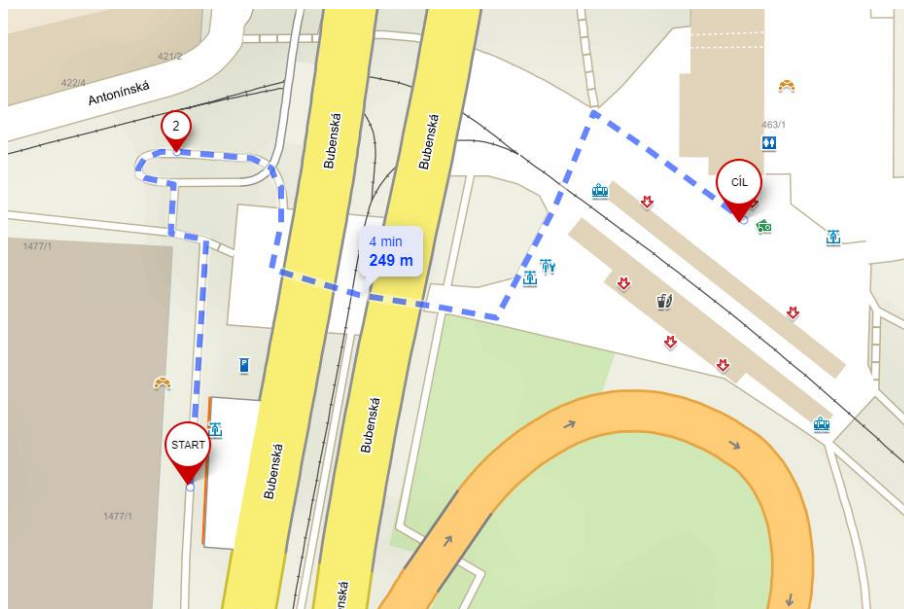 421/2
422/4
Antonínská
2
Bubenská
Bubenská
463/1
CÍL
1477/1
4 min
249 m
P
START
Bubenská
Bubenská
1477/1
Bubenská